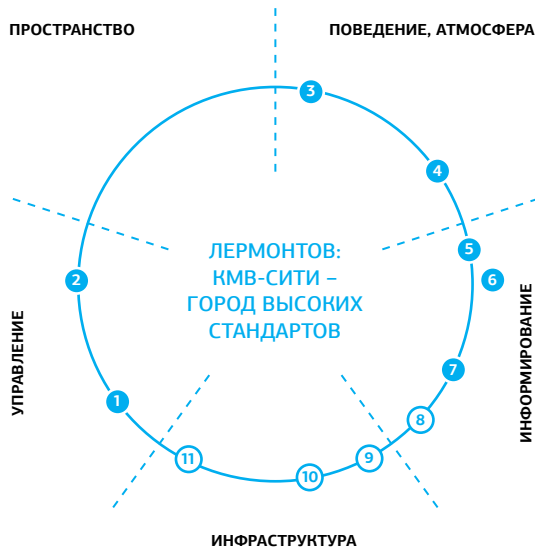 ПРОСТРАНСТВО
ПОВЕДЕНИЕ, АТМОСФЕРА
3
4
ЛЕРМОНТОВ:
КМВ-СИТИ –
ГОРОД ВЫСОКИХ
СТАНДАРТОВ
5
2
6
УПРАВЛЕНИЕ
ИНФОРМИРОВАНИЕ
7
1
8
11
9
10
ИНФРАСТРУКТУРА